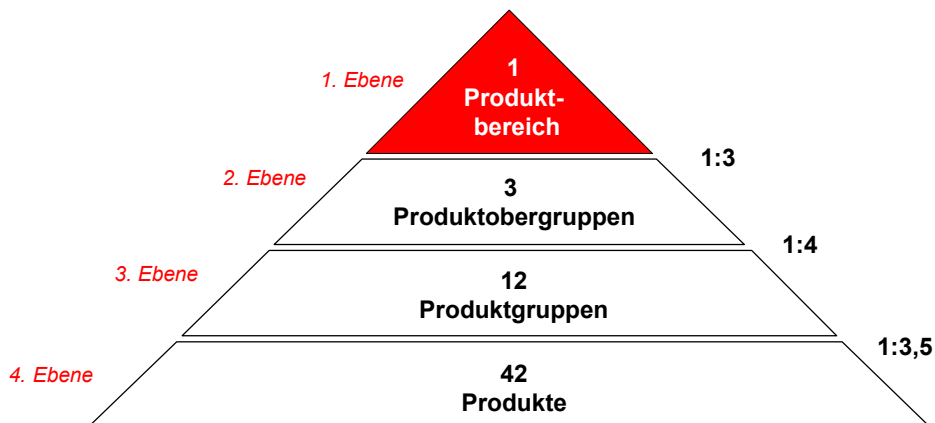 1
1. Ebene
Produkt-
bereich
1:3
2. Ebene
3
Produktobergruppen
1:4
3. Ebene
12
Produktgruppen
1:3,5
4. Ebene
42
Produkte